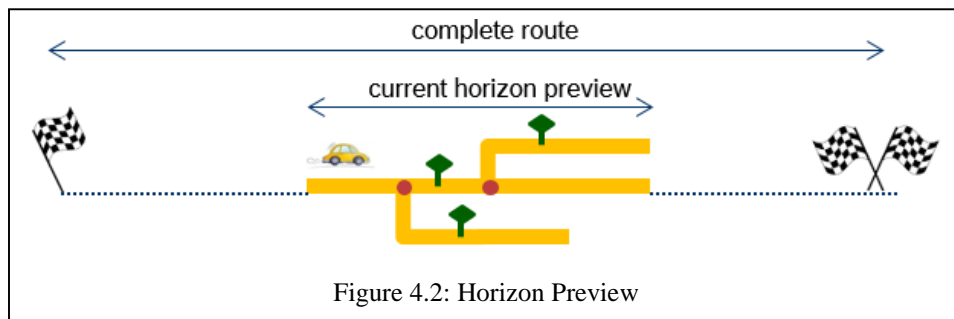 complete route
current horizon preview
Figure 4.2: Horizon Preview